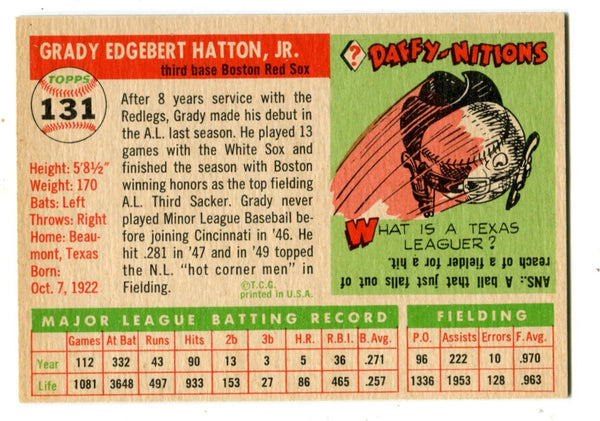 GRADY EDGEBERT HATTON, JR.
third base Boston Red Sox
TOPPS
131
Height: 5'8½"
Weight: 170
Bats: Left
Throws: Right
Home: Beau-
mont, Texas
Born:
Oct. 7, 1922
After 8 years service with the
Redlegs, Grady made his debut in
the A.L. last season. He played 13
games with the White Sox and
finished the season with Boston
winning honors as the top fielding
A.L. Third Sacker. Grady never
played Minor League Baseball be-
fore joining Cincinnati in '46. He
hit .281 in '47 and in '49 topped
the N.L. "hot corner men" in
Fielding.
©T.C.G.
printed in U.S.A.
? DAFFY-NITIONS
WHAT IS A TEXAS
LEAGUER?
ANS.: A ball that just falls out of
reach of a fielder for a hit.
MAJOR LEAGUE BATTING RECORD
Games At Bat Runs Hits 2b 3b H.R. R.B.I. B. Avg.
Year 112 332 43 90 13 3 5 36 .271
Life 1081 3648 497 933 153 27 86 465 .257
FIELDING
P.O. Assists Errors F. Avg.
96 222 10 .970
1336 1953 128 .963